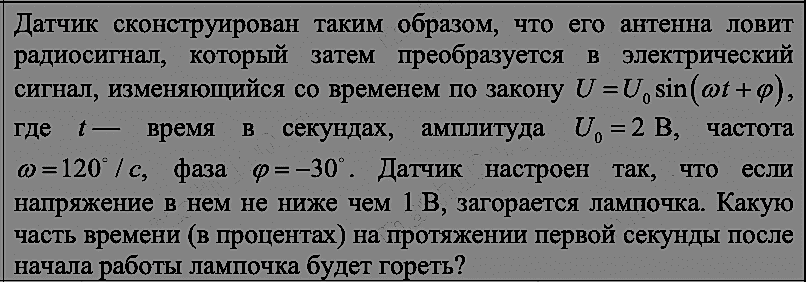 Датчик сконструирован таким образом, что его антенна ловит
радиосигнал, который затем преобразуется в электрический
сигнал, изменяющийся со временем по закону U = U₀ sin(ωt + φ),
где t — время в секундах, амплитуда U₀ = 2 В, частота
ω = 120° / с, фаза φ = −30°. Датчик настроен так, что если
напряжение в нем не ниже чем 1 В, загорается лампочка. Какую
часть времени (в процентах) на протяжении первой секунды после
начала работы лампочка будет гореть?